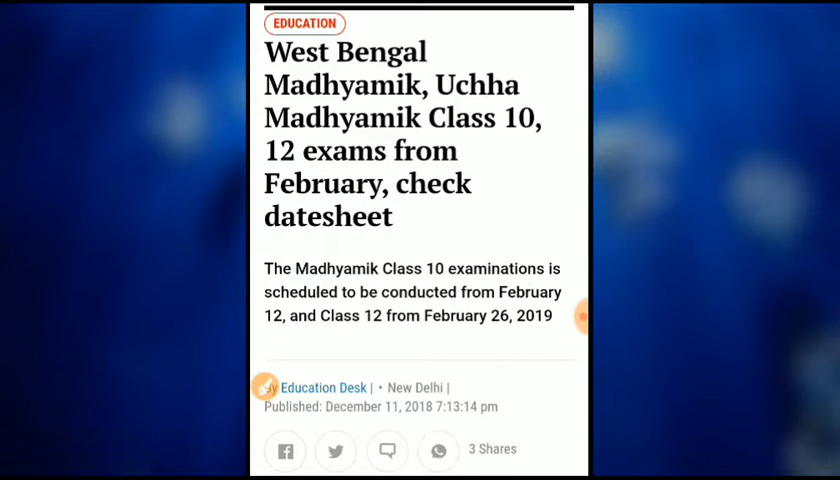 EDUCATION
West Bengal
Madhyamik, Uchha
Madhyamik Class 10,
12 exams from
February, check
datesheet
The Madhyamik Class 10 examinations is
scheduled to be conducted from February
12, and Class 12 from February 26, 2019
By Education Desk | • New Delhi |
Published: December 11, 2018 7:13:14 pm
3 Shares